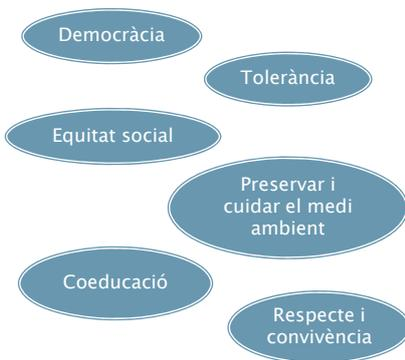 Democràcia
Tolerància
Equitat social
Preservar i
cuidar el medi
ambient
Coeducació
Respecte i
convivència